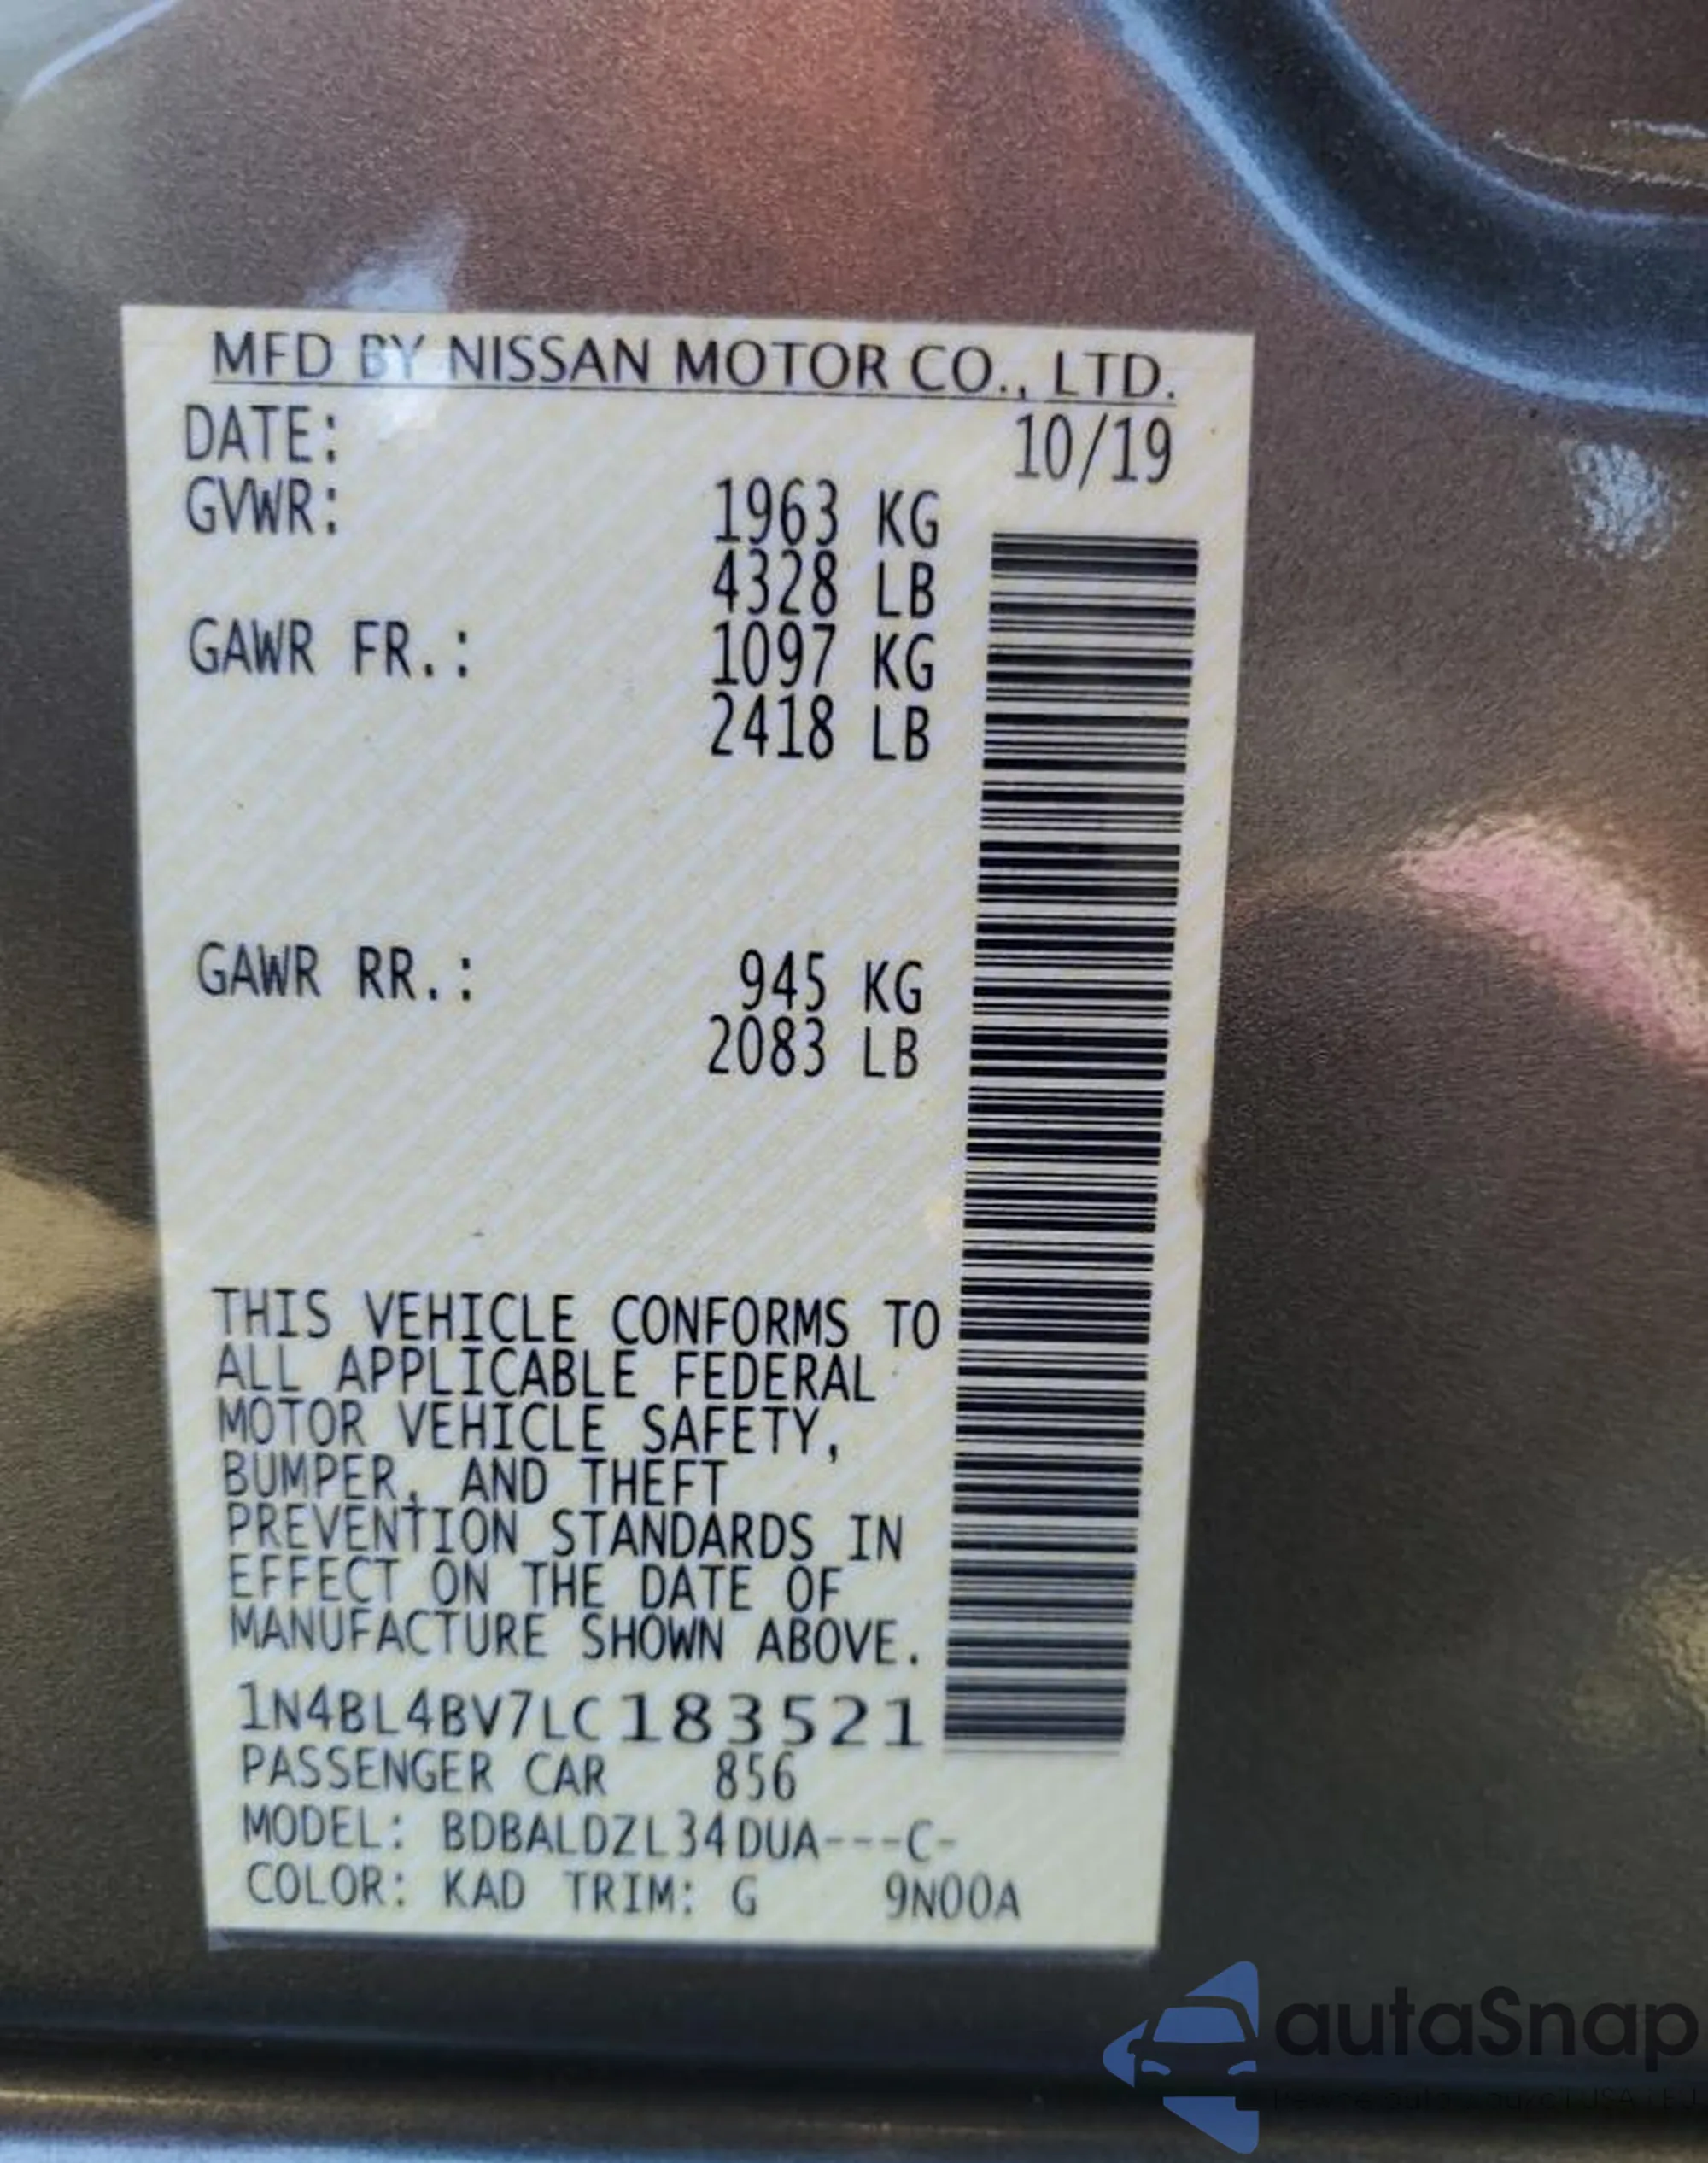 MFD BY NISSAN MOTOR CO., LTD.
DATE: 10/19
GVWR: 1963 KG
4328 LB
GAWR FR.: 1097 KG
2418 LB
GAWR RR.: 945 KG
2083 LB
THIS VEHICLE CONFORMS TO
ALL APPLICABLE FEDERAL
MOTOR VEHICLE SAFETY,
BUMPER, AND THEFT
PREVENTION STANDARDS IN
EFFECT ON THE DATE OF
MANUFACTURE SHOWN ABOVE.
1N4BL4BV7LC183521
PASSENGER CAR 856
MODEL: BDBALDZL34DUA---C-
COLOR: KAD TRIM: G 9N00A
autaSnap